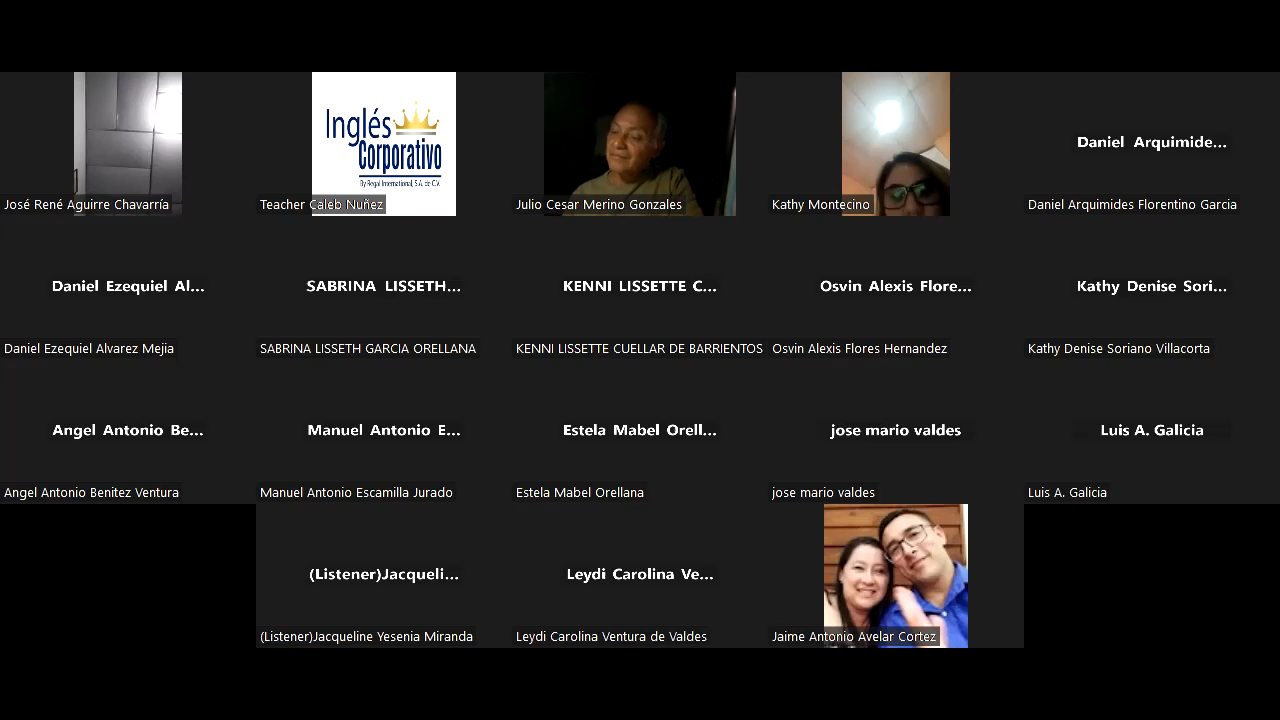 Inglés
Corporativo
By Regal International, S.A. de C.V.
José René Aguirre Chavarría
Teacher Caleb Nuñez
Julio Cesar Merino Gonzales
Kathy Montecino
Daniel Arquimide...
Daniel Arquimides Florentino Garcia
Daniel Ezequiel Al...
SABRINA LISSETH...
KENNI LISSETTE C...
Osvin Alexis Flore...
Kathy Denise Sori...
Daniel Ezequiel Alvarez Mejia
SABRINA LISSETH GARCIA ORELLANA
KENNI LISSETTE CUELLAR DE BARRIENTOS
Osvin Alexis Flores Hernandez
Kathy Denise Soriano Villacorta
Angel Antonio Be...
Manuel Antonio E...
Estela Mabel Orell...
jose mario valdes
Luis A. Galicia
Angel Antonio Benitez Ventura
Manuel Antonio Escamilla Jurado
Estela Mabel Orellana
jose mario valdes
Luis A. Galicia
(Listener)Jacqueli...
Leydi Carolina Ve...
(Listener)Jacqueline Yesenia Miranda
Leydi Carolina Ventura de Valdes
Jaime Antonio Avelar Cortez